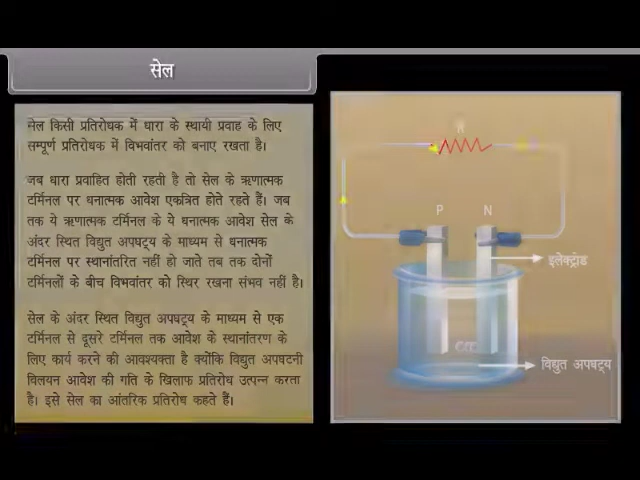 सेल
सेल किसी प्रतिरोधक में धारा के स्थायी प्रवाह के लिए
सम्पूर्ण प्रतिरोधक में विभवांतर को बनाए रखता है।
जब धारा प्रवाहित होती रहती है तो सेल के ऋणात्मक
टर्मिनल पर धनात्मक आवेश एकत्रित होते रहते हैं। जब
तक ये ऋणात्मक टर्मिनल के ये धनात्मक आवेश सेल के
अंदर स्थित विद्युत अपघट्य के माध्यम से धनात्मक
टर्मिनल पर स्थानांतरित नहीं हो जाते तब तक दोनों
टर्मिनलों के बीच विभवांतर को स्थिर रखना संभव नहीं है।
सेल के अंदर स्थित विद्युत अपघट्य के माध्यम से एक
टर्मिनल से दूसरे टर्मिनल तक आवेश के स्थानांतरण के
लिए कार्य करने की आवश्यकता है क्योंकि विद्युत अपघटनी
विलयन आवेश की गति के खिलाफ प्रतिरोध उत्पन्न करता
है। इसे सेल का आंतरिक प्रतिरोध कहते हैं।
R
P N
इलेक्ट्रोड
विद्युत अपघट्य